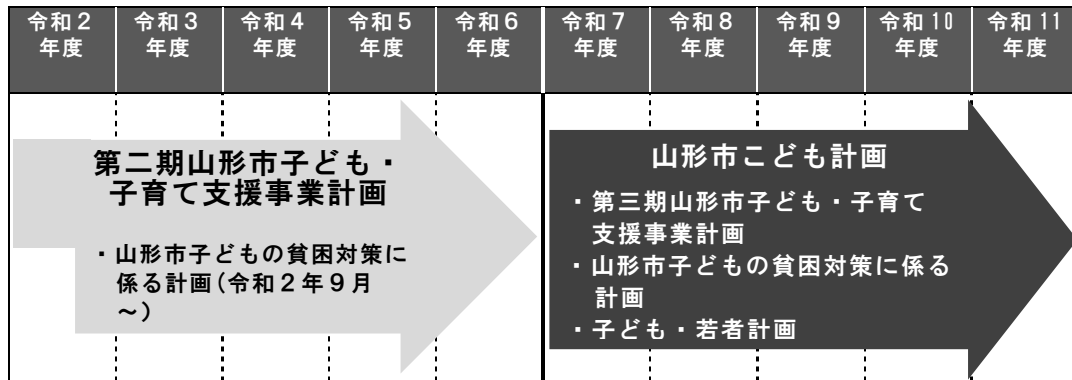 令和２
年度
令和３
年度
令和４
年度
令和５
年度
令和６
年度
令和７
年度
令和８
年度
令和９
年度
令和10
年度
令和11
年度
第二期山形市子ども・
子育て支援事業計画
・山形市子どもの貧困対策に
係る計画(令和２年９月
～)
山形市こども計画
・第三期山形市子ども・子育て
支援事業計画
・山形市子どもの貧困対策に係る
計画
・子ども・若者計画